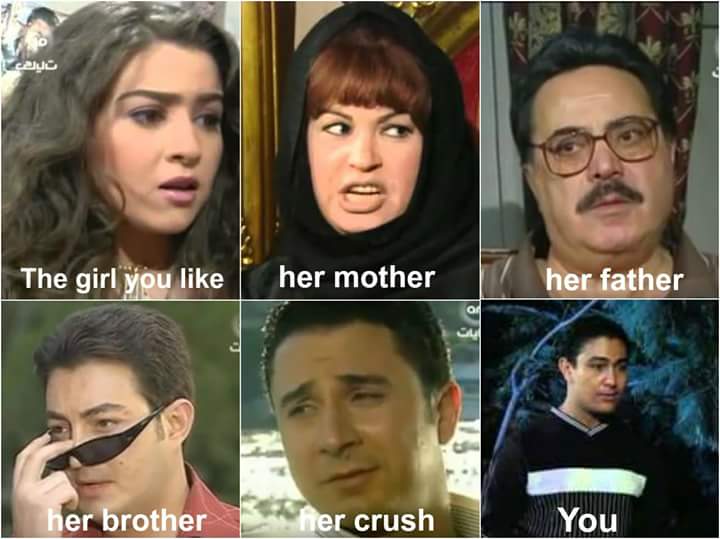 The girl you like
her mother
her father
her brother
her crush
You